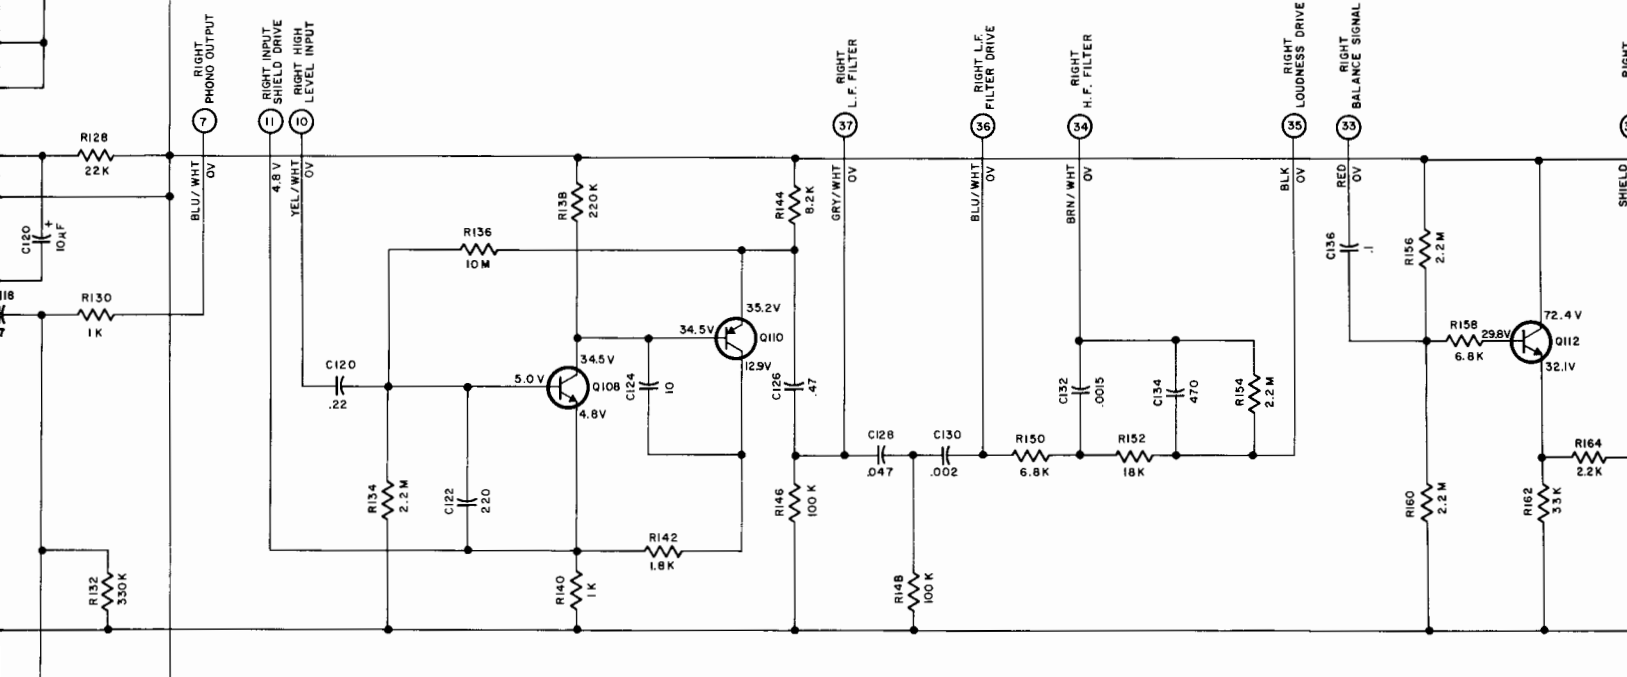 RIGHT
PHONO OUTPUT
7
BLU/WHT
0V
RIGHT INPUT
SHIELD DRIVE
11
4.8 V
RIGHT HIGH
LEVEL INPUT
10
YEL/WHT
0V
RIGHT
L.F. FILTER
37
GRY/WHT
0V
RIGHT L.F.
FILTER DRIVE
36
BLU/WHT
0V
RIGHT
H.F. FILTER
34
BRN/WHT
0V
RIGHT
LOUDNESS DRIVE
35
BLK
0V
RIGHT
BALANCE SIGNAL
33
RED
0V
RIGHT
SHIELD
R128
22K
C120
+
10µF
R130
1K
R132
330K
C120
.22
R136
10M
R134
2.2M
C122
220
5.0V
34.5V
Q108
4.8V
R138
220K
R140
1K
R142
1.8K
C124
10
34.5V
35.2V
Q110
12.9V
R144
8.2K
C126
.47
R146
100K
C128
.047
C130
.002
R148
100K
R150
6.8K
C132
.0015
R152
18K
C134
470
R154
2.2M
C136
.1
R156
2.2M
R158
6.8K
29.8V
72.4V
Q112
32.1V
R160
2.2M
R162
33K
R164
2.2K